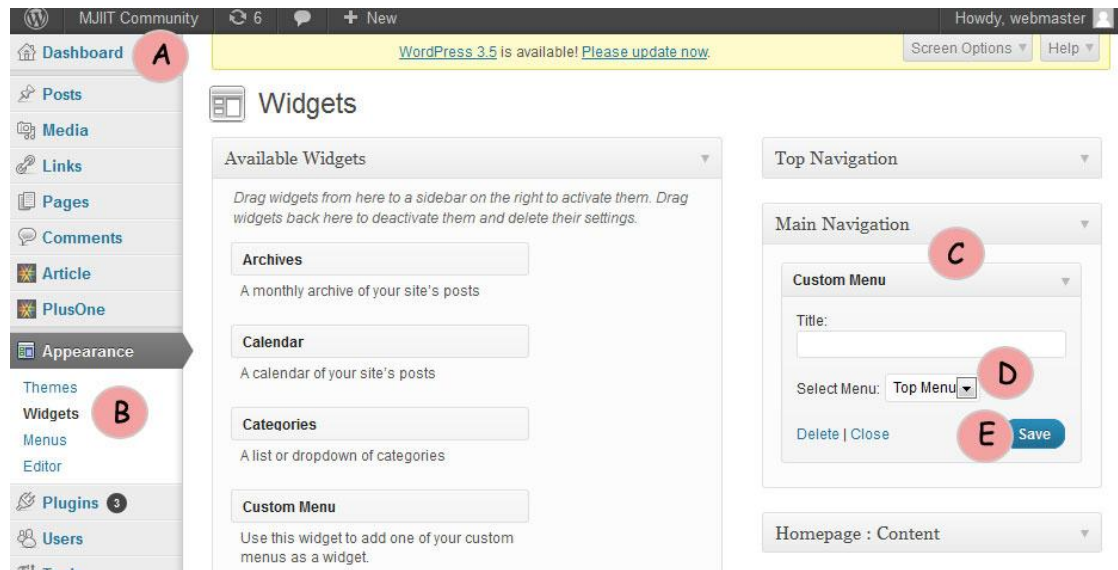 MJIIT Community 6 + New Howdy, webmaster
Dashboard
A
WordPress 3.5 is available! Please update now.
Screen Options Help
Posts
Media
Links
Pages
Comments
Article
PlusOne
Appearance
Themes
Widgets
B
Menus
Editor
Plugins 3
Users
Widgets
Available Widgets
Drag widgets from here to a sidebar on the right to activate them. Drag
widgets back here to deactivate them and delete their settings.
Archives
A monthly archive of your site's posts
Calendar
A calendar of your site's posts
Categories
A list or dropdown of categories
Custom Menu
Use this widget to add one of your custom
menus as a widget.
Top Navigation
Main Navigation
C
Custom Menu
Title:
Select Menu: Top Menu
D
Delete | Close
E
Save
Homepage : Content